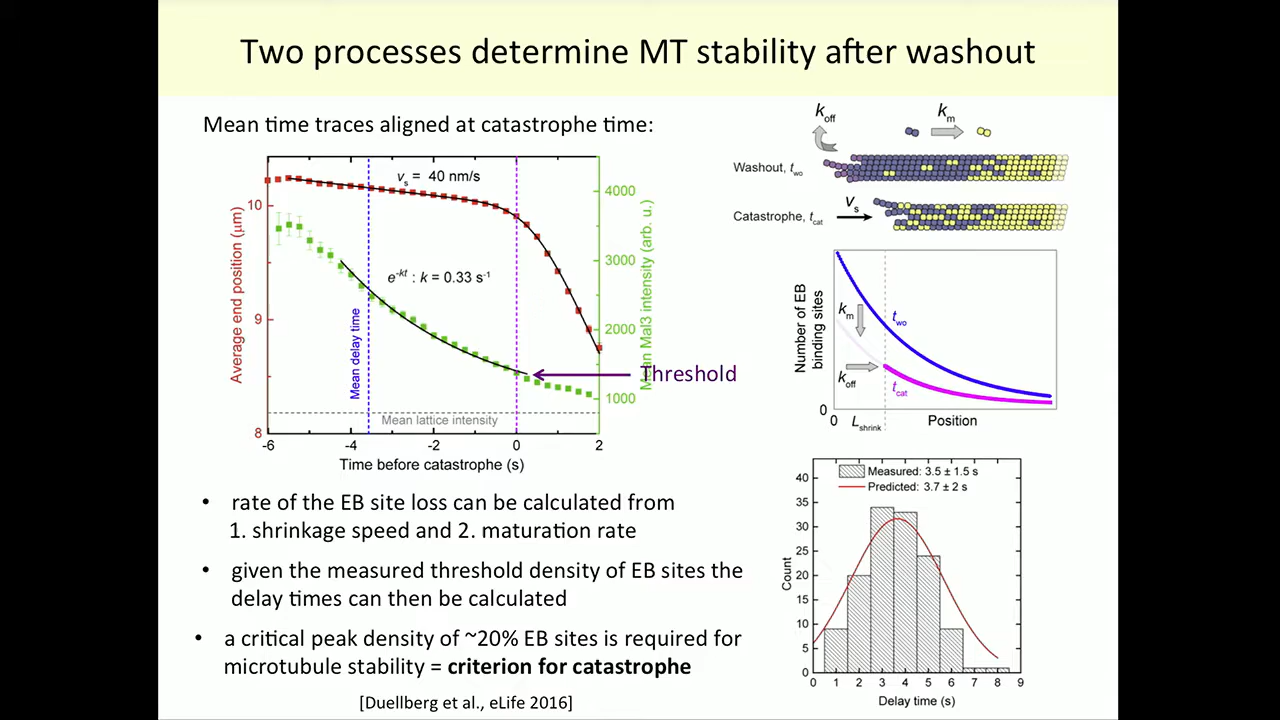 Two processes determine MT stability after washout
Mean time traces aligned at catastrophe time:
vs = 40 nm/s
e-kt : k = 0.33 s-1
Mean delay time
Mean lattice intensity
Threshold
Average end position (μm)
10
9
8
Mean Mal3 intensity (arb. u.)
4000
3000
2000
1000
-6 -4 -2 0 2
Time before catastrophe (s)
koff
km
Washout, two
Catastrophe, tcat
vs
Number of EB
binding sites
km
two
koff
tcat
0
0 Lshrink Position
Measured: 3.5 ± 1.5 s
Predicted: 3.7 ± 2 s
Count
40
35
30
25
20
15
10
5
0
0 1 2 3 4 5 6 7 8 9
Delay time (s)
• rate of the EB site loss can be calculated from
1. shrinkage speed and 2. maturation rate
• given the measured threshold density of EB sites the
delay times can then be calculated
• a critical peak density of ~20% EB sites is required for
microtubule stability = criterion for catastrophe
[Duellberg et al., eLife 2016]